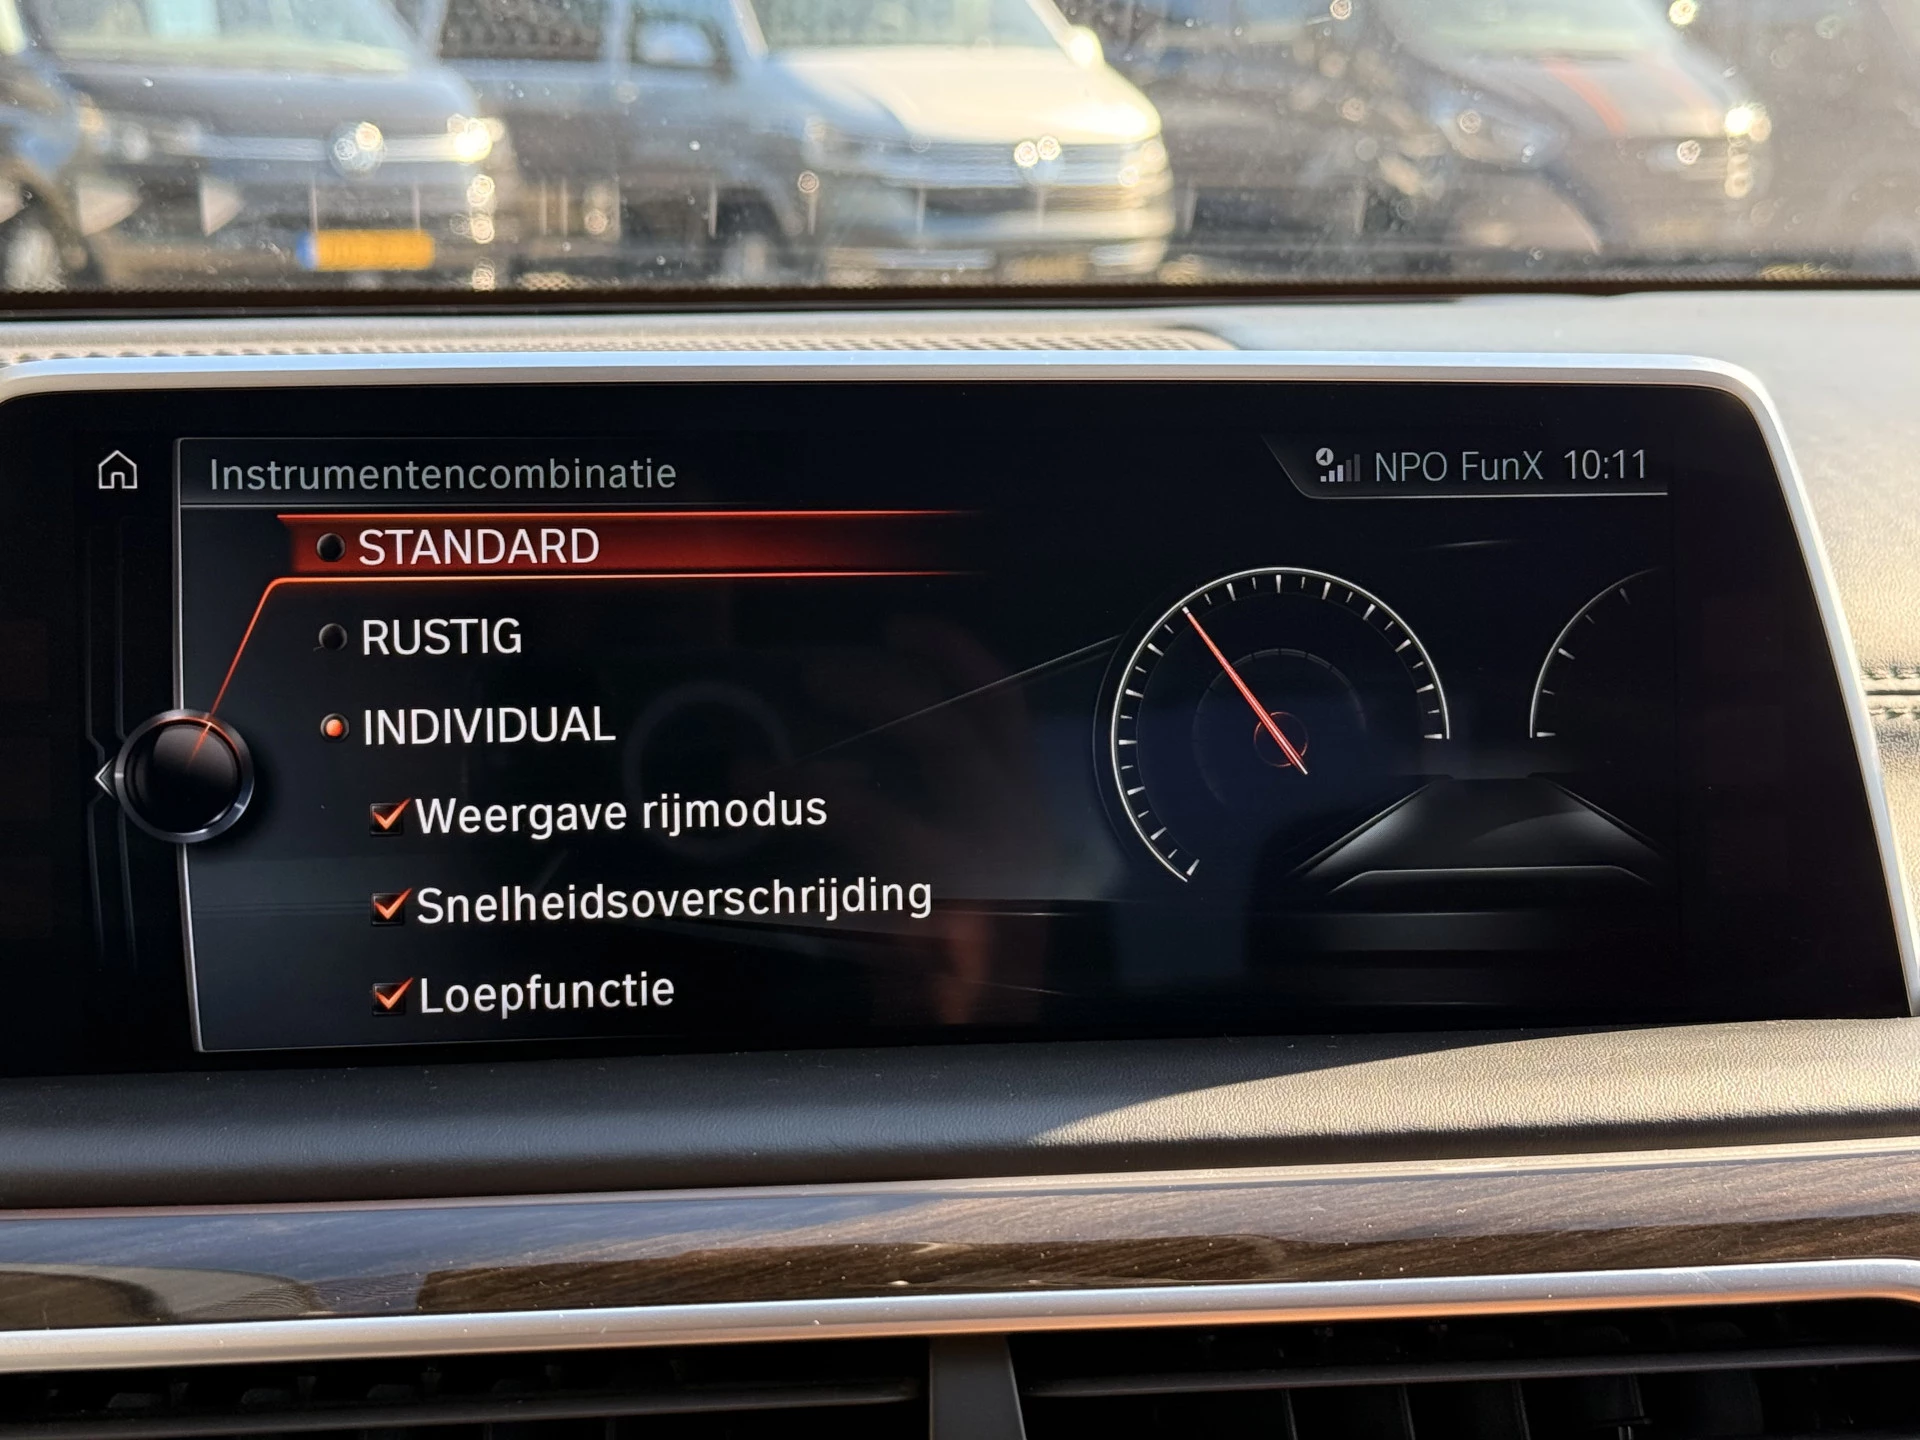 Instrumentencombinatie
NPO FunX 10:11
STANDARD
RUSTIG
INDIVIDUAL
Weergave rijmodus
Snelheidsoverschrijding
Loepfunctie